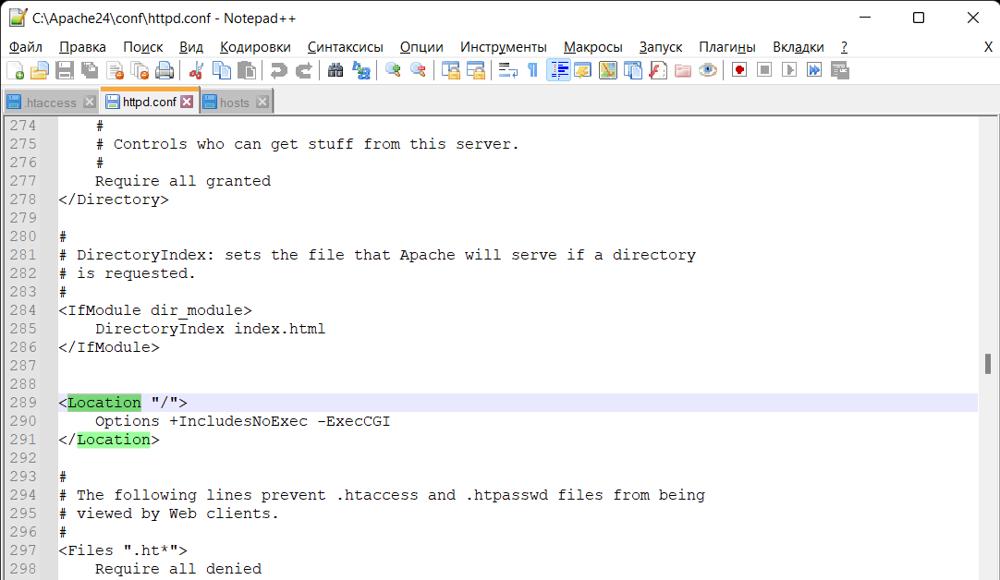 C:\Apache24\conf\httpd.conf - Notepad++
Файл Правка Поиск Вид Кодировки Синтаксисы Опции Инструменты Макросы Запуск Плагины Вкладки ? X
.htaccess httpd.conf hosts
274 #
275 # Controls who can get stuff from this server.
276 #
277 Require all granted
278 </Directory>
279
280 #
281 # DirectoryIndex: sets the file that Apache will serve if a directory
282 # is requested.
283 #
284 <IfModule dir_module>
285 DirectoryIndex index.html
286 </IfModule>
287
288
289 <Location "/">
290 Options +IncludesNoExec -ExecCGI
291 </Location>
292
293 #
294 # The following lines prevent .htaccess and .htpasswd files from being
295 # viewed by Web clients.
296 #
297 <Files ".ht*">
298 Require all denied